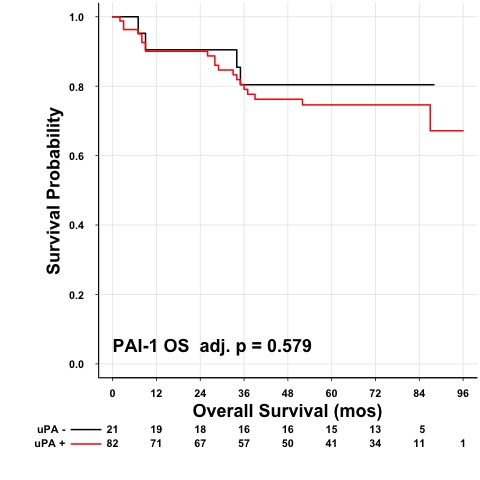 Survival Probability
1.0
0.8
0.6
0.4
0.2
0.0
PAI-1 OS  adj. p = 0.579
0 12 24 36 48 60 72 84 96
Overall Survival (mos)
uPA - 21 19 18 16 16 15 13 5
uPA + 82 71 67 57 50 41 34 11 1